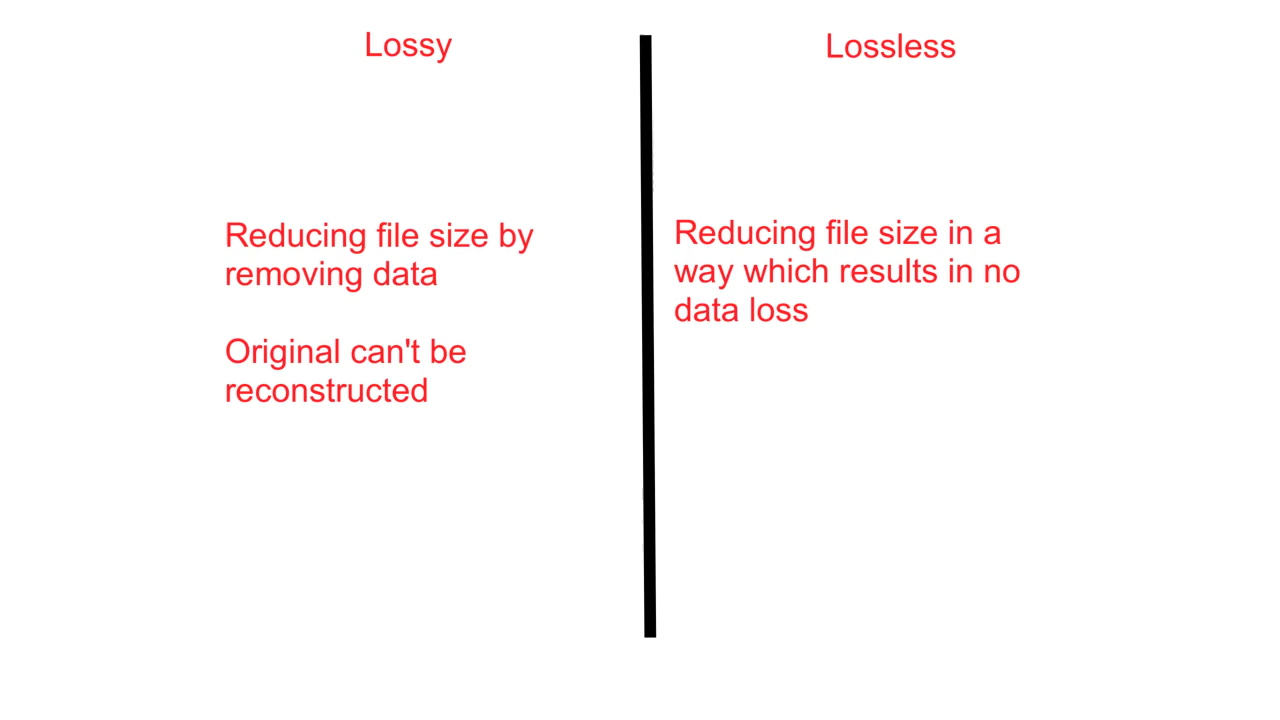 Lossy
Reducing file size by
removing data
Original can't be
reconstructed
Lossless
Reducing file size in a
way which results in no
data loss